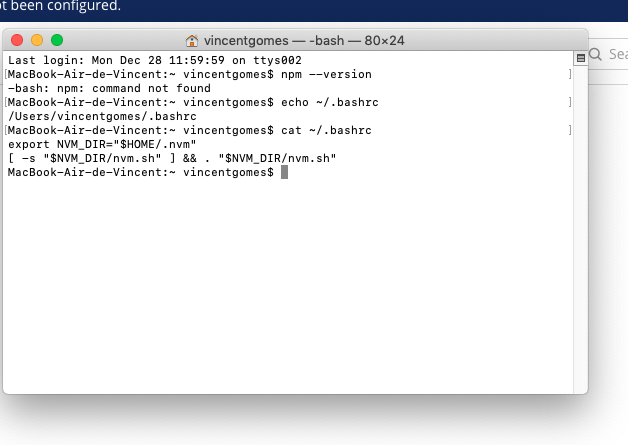 ot been configured.
vincentgomes — -bash — 80×24
Sea
Last login: Mon Dec 28 11:59:59 on ttys002
[MacBook-Air-de-Vincent:~ vincentgomes$ npm --version ]
-bash: npm: command not found
[MacBook-Air-de-Vincent:~ vincentgomes$ echo ~/.bashrc ]
/Users/vincentgomes/.bashrc
[MacBook-Air-de-Vincent:~ vincentgomes$ cat ~/.bashrc ]
export NVM_DIR="$HOME/.nvm"
[ -s "$NVM_DIR/nvm.sh" ] && . "$NVM_DIR/nvm.sh"
MacBook-Air-de-Vincent:~ vincentgomes$